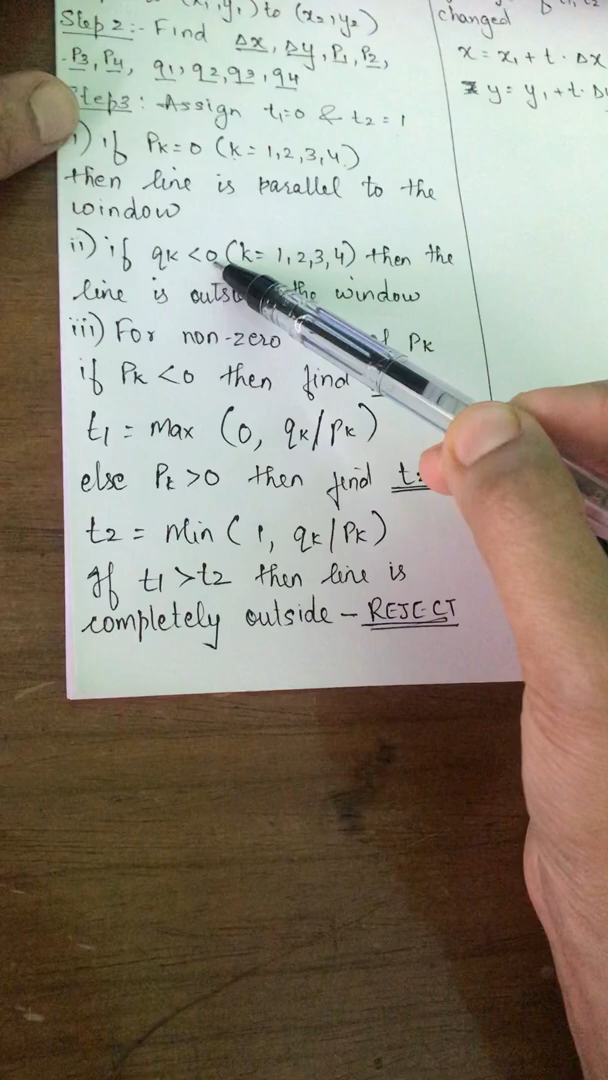 (x1,y1) to (x2,y2)
Step 2:- Find Δx, Δy, P1, P2,
P3, P4, q1, q2, q3, q4
Step3: Assign t1=0 & t2=1
i) if PK=0 (k=1,2,3,4)
then line is parallel to the
window
ii) if qK <0 (k= 1,2,3,4) then the
line is the window
iii) For non-zero PK
if PK <0 then find
t1 = max (0, qK/PK)
else PK >0 then find
t2 = Min ( 1, qK/PK)
If t1 >t2 then line is
completely outside - REJECT
changed
x = x1 + t. Δx
y = y1 + t.